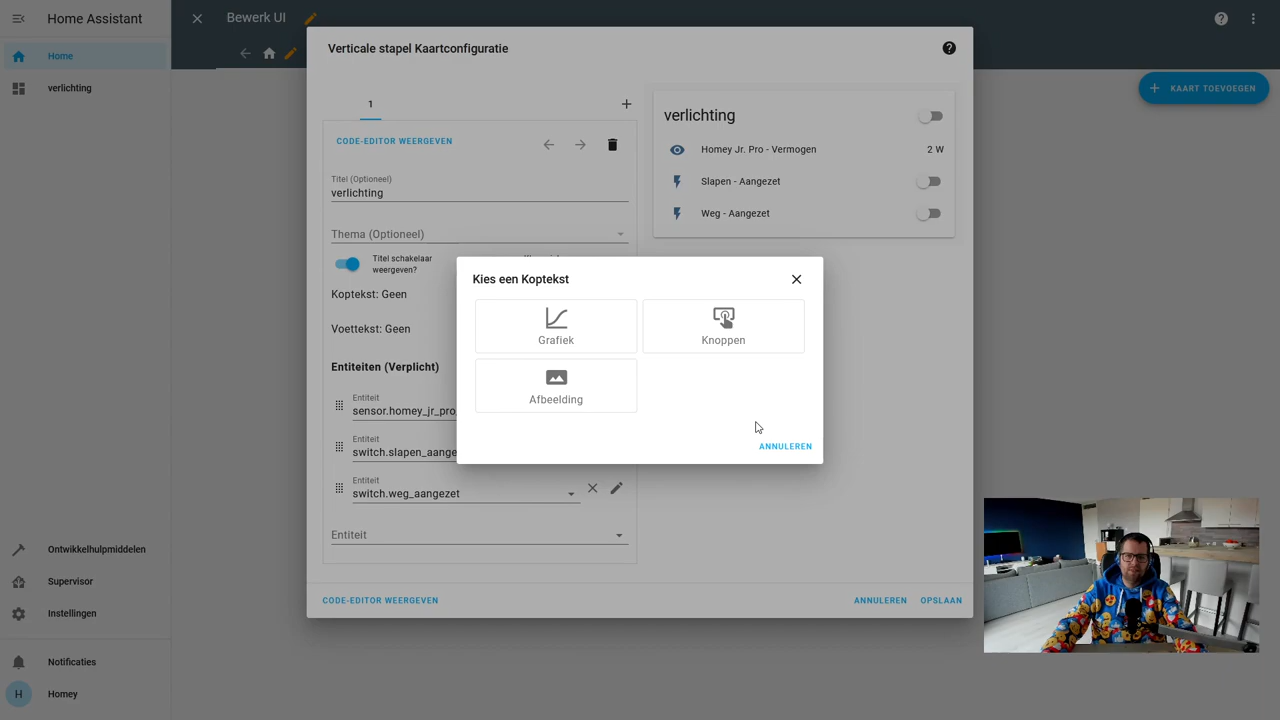 Home Assistant
Bewerk UI
Home
verlichting
Ontwikkelhulpmiddelen
Supervisor
Instellingen
Notificaties
H
Homey
KAART TOEVOEGEN
Verticale stapel Kaartconfiguratie
1
CODE-EDITOR WEERGEVEN
Titel (Optioneel)
verlichting
Thema (Optioneel)
Titel schakelaar
weergeven?
Koptekst: Geen
Voettekst: Geen
Entiteiten (Verplicht)
Entiteit
sensor.homey_jr_pro
Entiteit
switch.slapen_aange
Entiteit
switch.weg_aangezet
Entiteit
verlichting
Homey Jr. Pro - Vermogen 2 W
Slapen - Aangezet
Weg - Aangezet
Kies een Koptekst
Grafiek
Knoppen
Afbeelding
ANNULEREN
CODE-EDITOR WEERGEVEN
ANNULEREN
OPSLAAN